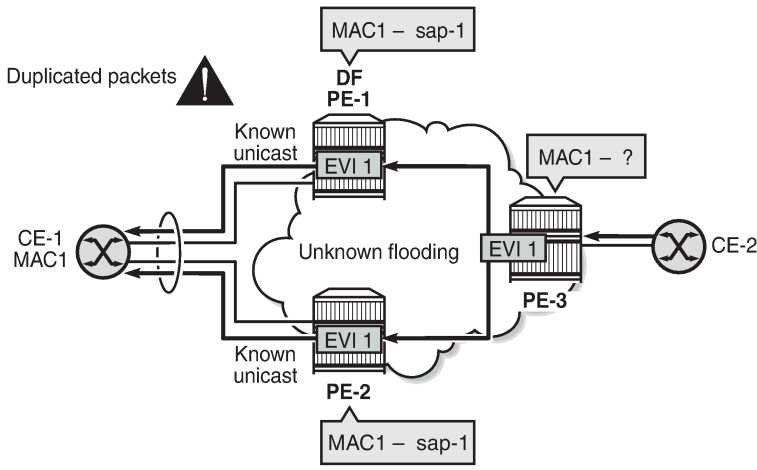 MAC1 – sap-1
Duplicated packets
!
DF
PE-1
Known
unicast
EVI 1
MAC1 – ?
CE-1
MAC1
Unknown flooding
EVI 1
CE-2
PE-3
EVI 1
Known
unicast
PE-2
MAC1 – sap-1